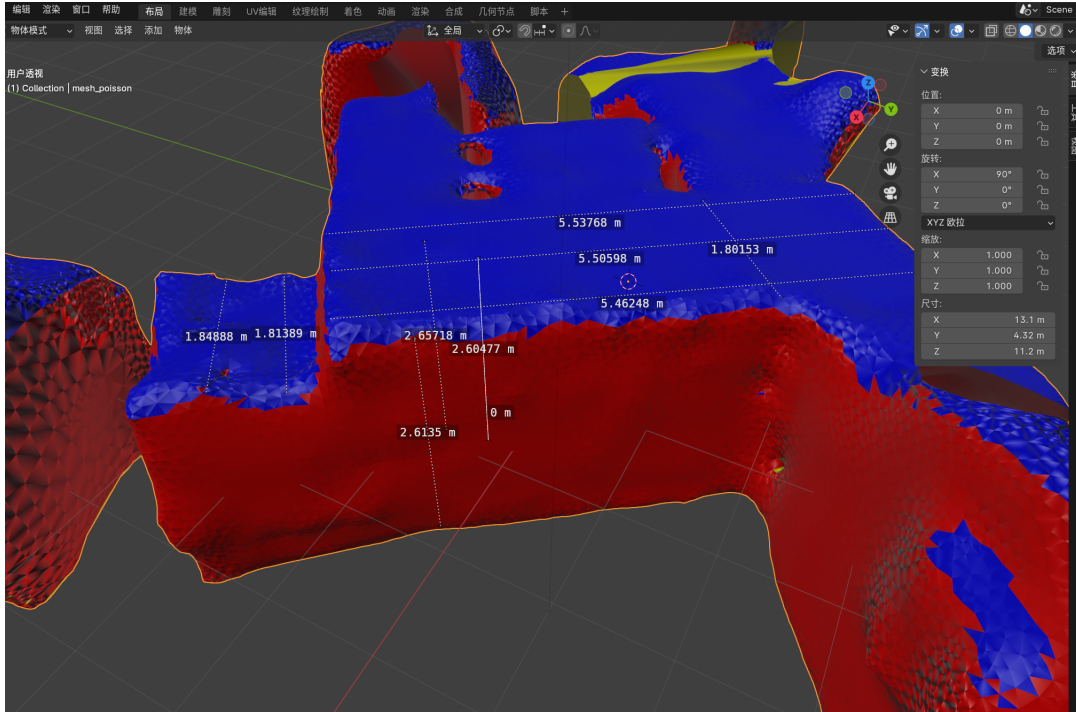 编辑 渲染 窗口 帮助 布局 建模 雕刻 UV编辑 纹理绘制 着色 动画 渲染 合成 几何节点 脚本 + Scene
物体模式 视图 选择 添加 物体 全局
选项
用户透视
(1) Collection | mesh_poisson
变换
位置:
X 0 m
Y 0 m
Z 0 m
旋转:
X 90°
Y 0°
Z 0°
XYZ 欧拉
缩放:
X 1.000
Y 1.000
Z 1.000
尺寸:
X 13.1 m
Y 4.32 m
Z 11.2 m
Z
Y
X
5.53768 m
1.80153 m
5.50598 m
5.46248 m
1.84888 m
1.81389 m
2.65718 m
2.60477 m
0 m
2.6135 m